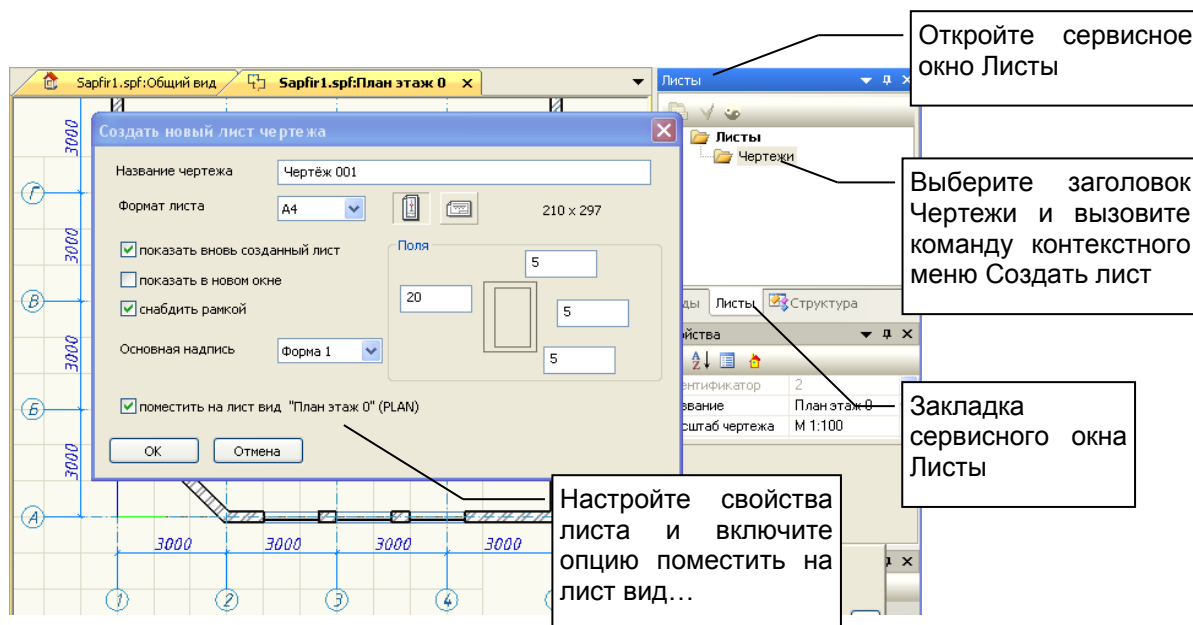 Откройте сервисное
окно Листы
Sapfir1.spf:Общий вид
Sapfir1.spf:План этаж 0
Листы
Листы
Чертежи
Выберите заголовок
Чертежи и вызовите
команду контекстного
меню Создать лист
Создать новый лист чертежа
Название чертежа
Чертёж 001
Формат листа
A4
210 x 297
показать вновь созданный лист
показать в новом окне
снабдить рамкой
Поля
5
20
5
5
Основная надпись
Форма 1
поместить на лист вид "План этаж 0" (PLAN)
OK
Отмена
Листы
Структура
2
План этаж 0
чертежа
М 1:100
Закладка
сервисного окна
Листы
Настройте свойства
листа и включите
опцию поместить на
лист вид…
3000
3000
3000
3000
Г
В
Б
А
3000
3000
3000
3000
1
2
3
4